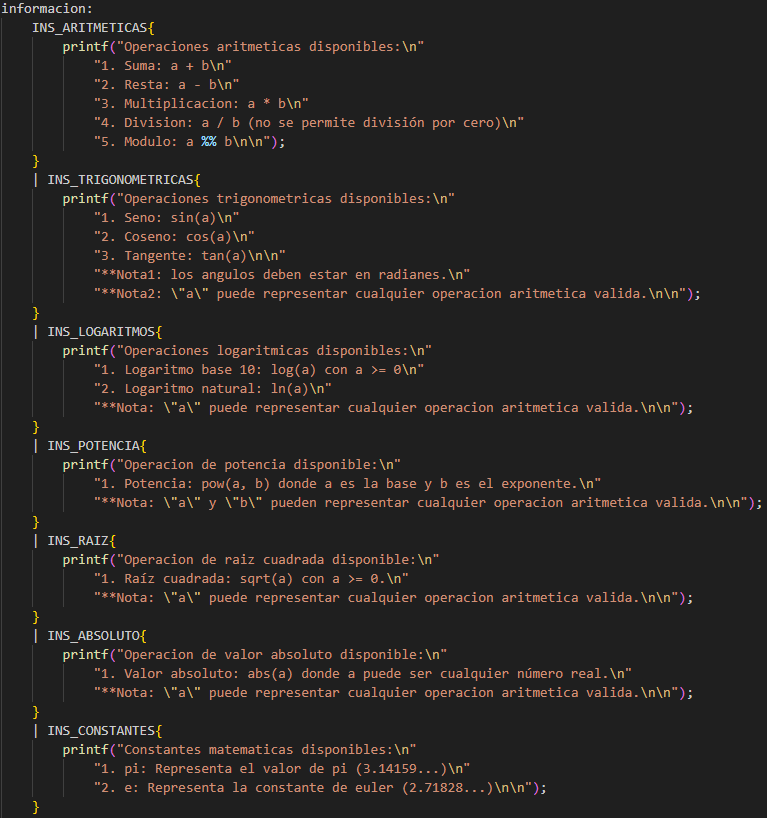 informacion:
    INS_ARITMETICAS{
        printf("Operaciones aritmeticas disponibles:\n"
            "1. Suma: a + b\n"
            "2. Resta: a - b\n"
            "3. Multiplicacion: a * b\n"
            "4. Division: a / b (no se permite división por cero)\n"
            "5. Modulo: a %% b\n\n");
    }
    | INS_TRIGONOMETRICAS{
        printf("Operaciones trigonometricas disponibles:\n"
            "1. Seno: sin(a)\n"
            "2. Coseno: cos(a)\n"
            "3. Tangente: tan(a)\n\n"
            "**Nota1: los angulos deben estar en radianes.\n"
            "**Nota2: \"a\" puede representar cualquier operacion aritmetica valida.\n\n");
    }
    | INS_LOGARITMOS{
        printf("Operaciones logaritmicas disponibles:\n"
            "1. Logaritmo base 10: log(a) con a >= 0\n"
            "2. Logaritmo natural: ln(a)\n"
            "**Nota: \"a\" puede representar cualquier operacion aritmetica valida.\n\n");
    }
    | INS_POTENCIA{
        printf("Operacion de potencia disponible:\n"
            "1. Potencia: pow(a, b) donde a es la base y b es el exponente.\n"
            "**Nota: \"a\" y \"b\" pueden representar cualquier operacion aritmetica valida.\n\n");
    }
    | INS_RAIZ{
        printf("Operacion de raiz cuadrada disponible:\n"
            "1. Raíz cuadrada: sqrt(a) con a >= 0.\n"
            "**Nota: \"a\" puede representar cualquier operacion aritmetica valida.\n\n");
    }
    | INS_ABSOLUTO{
        printf("Operacion de valor absoluto disponible:\n"
            "1. Valor absoluto: abs(a) donde a puede ser cualquier número real.\n"
            "**Nota: \"a\" puede representar cualquier operacion aritmetica valida.\n\n");
    }
    | INS_CONSTANTES{
        printf("Constantes matematicas disponibles:\n"
            "1. pi: Representa el valor de pi (3.14159...)\n"
            "2. e: Representa la constante de euler (2.71828...)\n\n");
    }